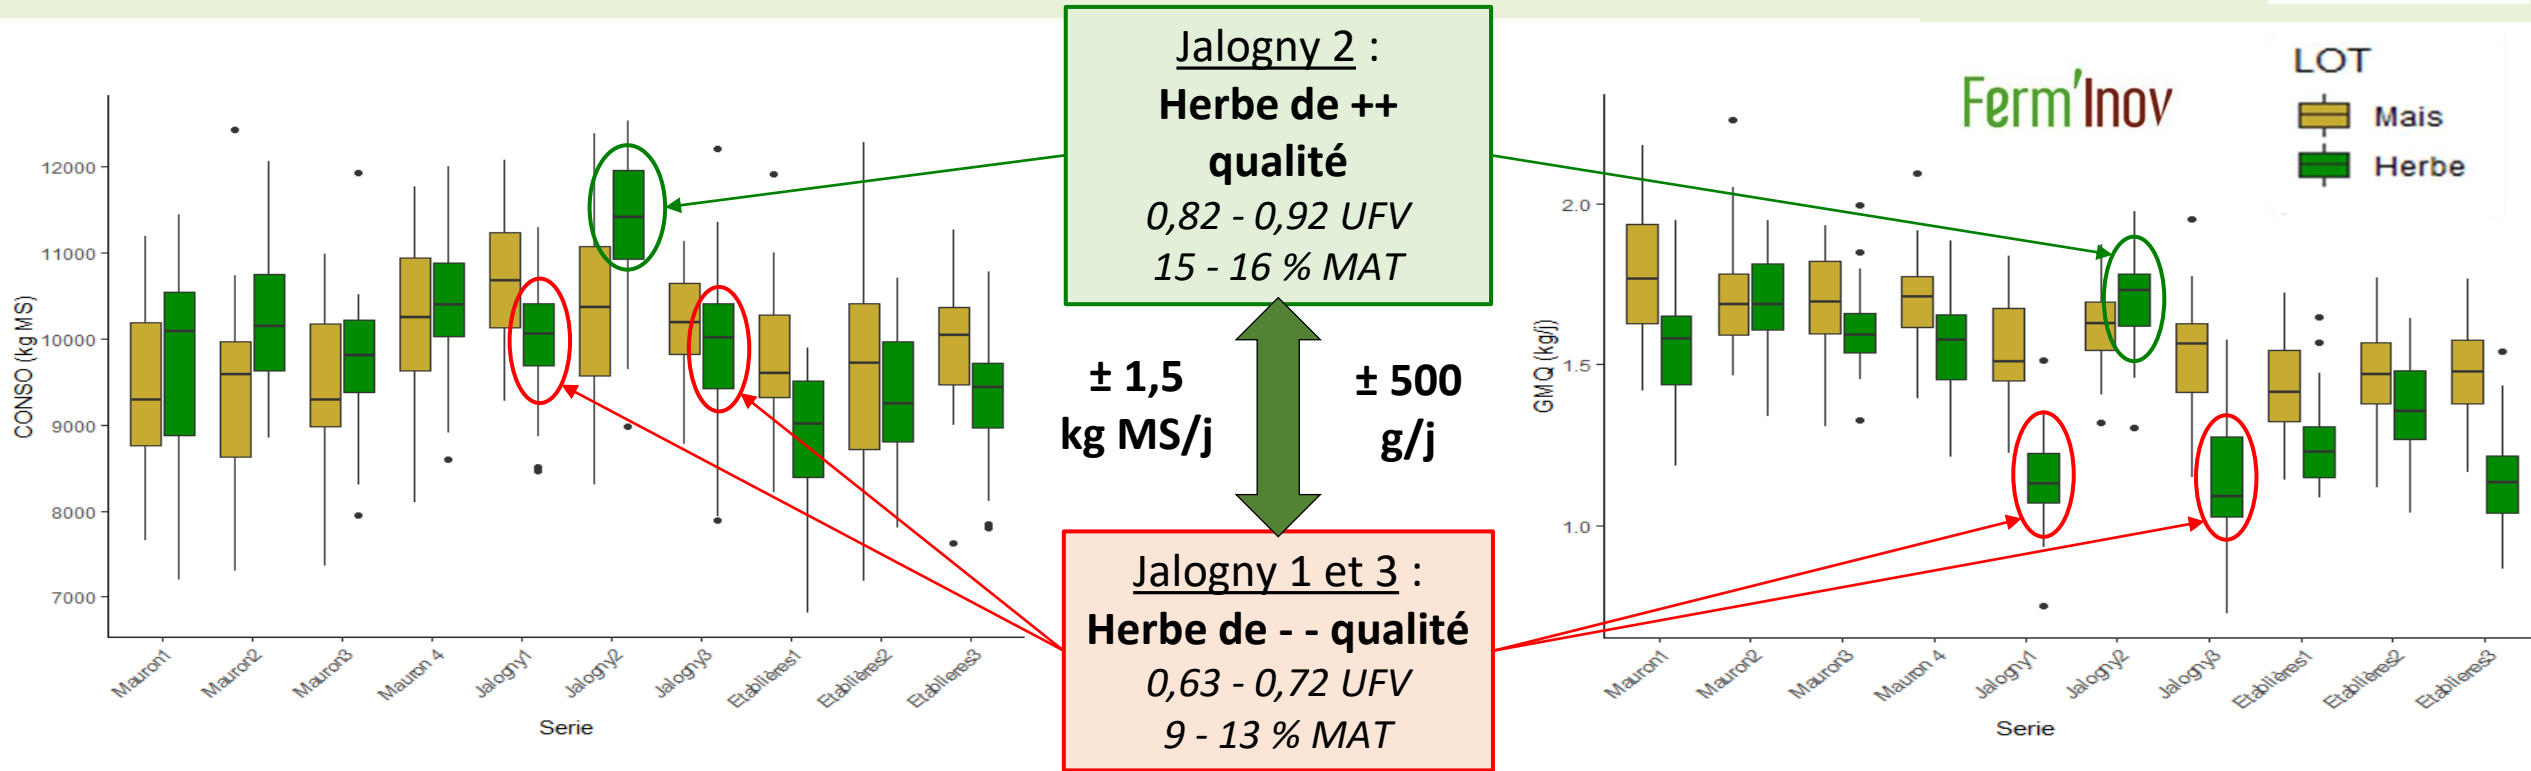 Jalogny 2 :
Herbe de ++
qualité
0,82 - 0,92 UFV
15 - 16 % MAT
Ferm'Inov
LOT
Mais
Herbe
CONSO (kg MS)
12000
11000
10000
9000
8000
7000
Mauron1
Mauron2
Mauron3
Mauron 4
Jalogny1
Jalogny2
Jalogny3
Etablières1
Etablières2
Etablieres3
Serie
± 1,5
kg MS/j
± 500
g/j
Jalogny 1 et 3 :
Herbe de - - qualité
0,63 - 0,72 UFV
9 - 13 % MAT
GMQ (kg/j)
2.0
1.5
1.0
Mauron1
Mauron2
Mauron3
Mauron 4
Jalogny1
Jalogny2
Jalogny3
Etablières1
Etablières2
Etablieres3
Serie